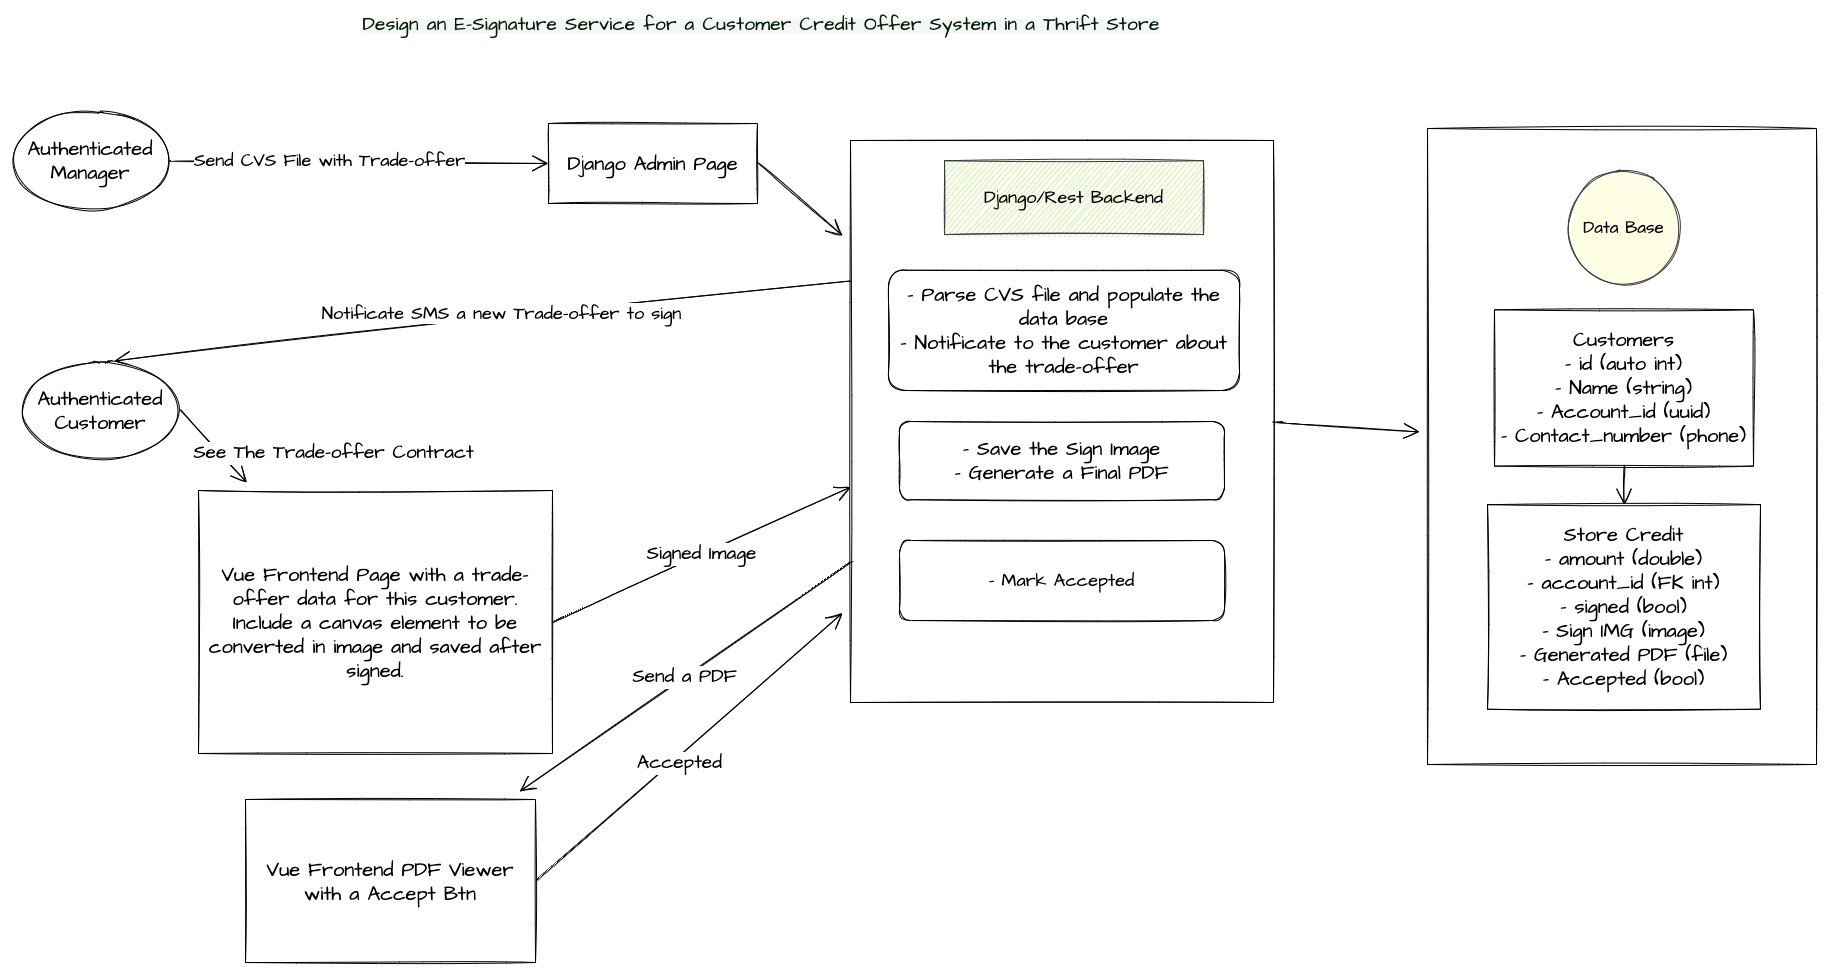 Design an E-Signature Service for a Customer Credit Offer System in a Thrift Store
Authenticated
Manager
Send CVS File with Trade-offer
Django Admin Page
Django/Rest Backend
- Parse CVS file and populate the
data base
- Notificate to the customer about
the trade-offer
- Save the Sign Image
- Generate a Final PDF
- Mark Accepted
Data Base
Customers
- id (auto int)
- Name (string)
- Account_id (uuid)
- Contact_number (phone)
Store Credit
- amount (double)
- account_id (FK int)
- signed (bool)
- Sign IMG (image)
- Generated PDF (file)
- Accepted (bool)
Notificate SMS a new Trade-offer to sign
Authenticated
Customer
See The Trade-offer Contract
Vue Frontend Page with a trade-
offer data for this customer.
Include a canvas element to be
converted in image and saved after
signed.
Signed Image
Send a PDF
Accepted
Vue Frontend PDF Viewer
with a Accept Btn